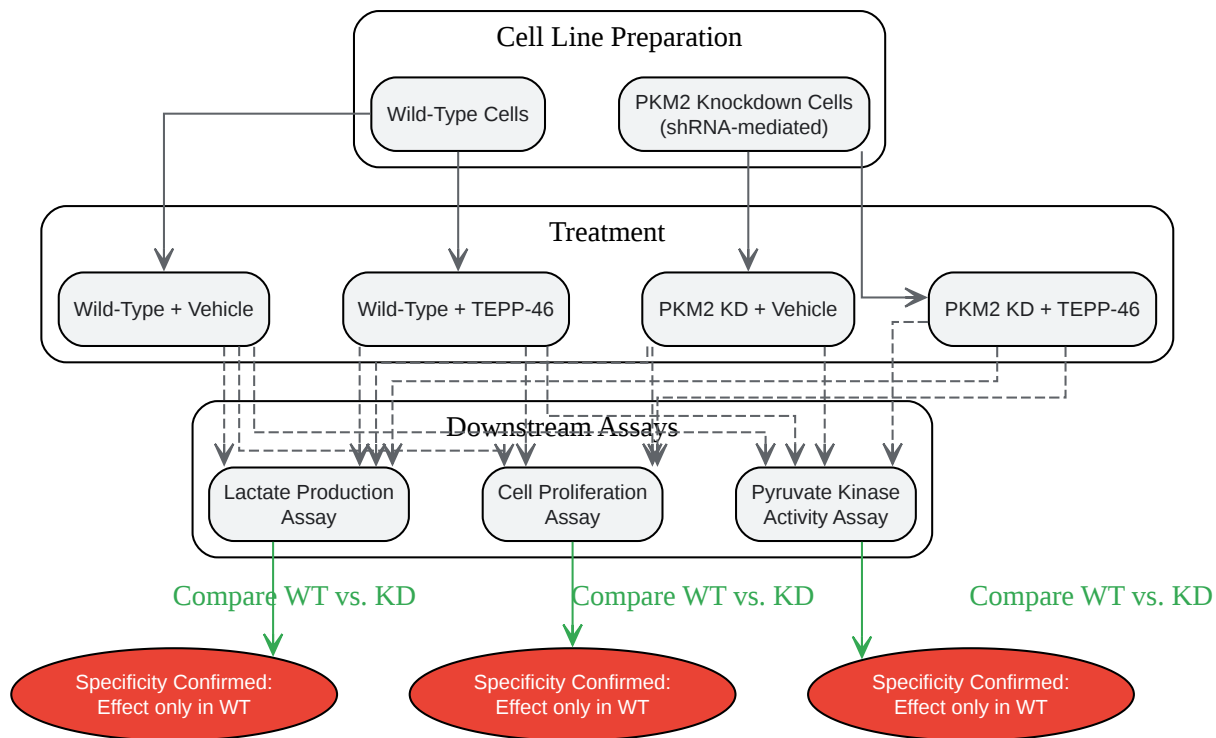 Cell Line Preparation
Wild-Type Cells
PKM2 Knockdown Cells
(shRNA-mediated)
Treatment
Wild-Type + Vehicle
Wild-Type + TEPP-46
PKM2 KD + Vehicle
PKM2 KD + TEPP-46
Downstream Assays
Lactate Production
Assay
Cell Proliferation
Assay
Pyruvate Kinase
Activity Assay
Compare WT vs. KD
Compare WT vs. KD
Compare WT vs. KD
Specificity Confirmed:
Effect only in WT
Specificity Confirmed:
Effect only in WT
Specificity Confirmed:
Effect only in WT